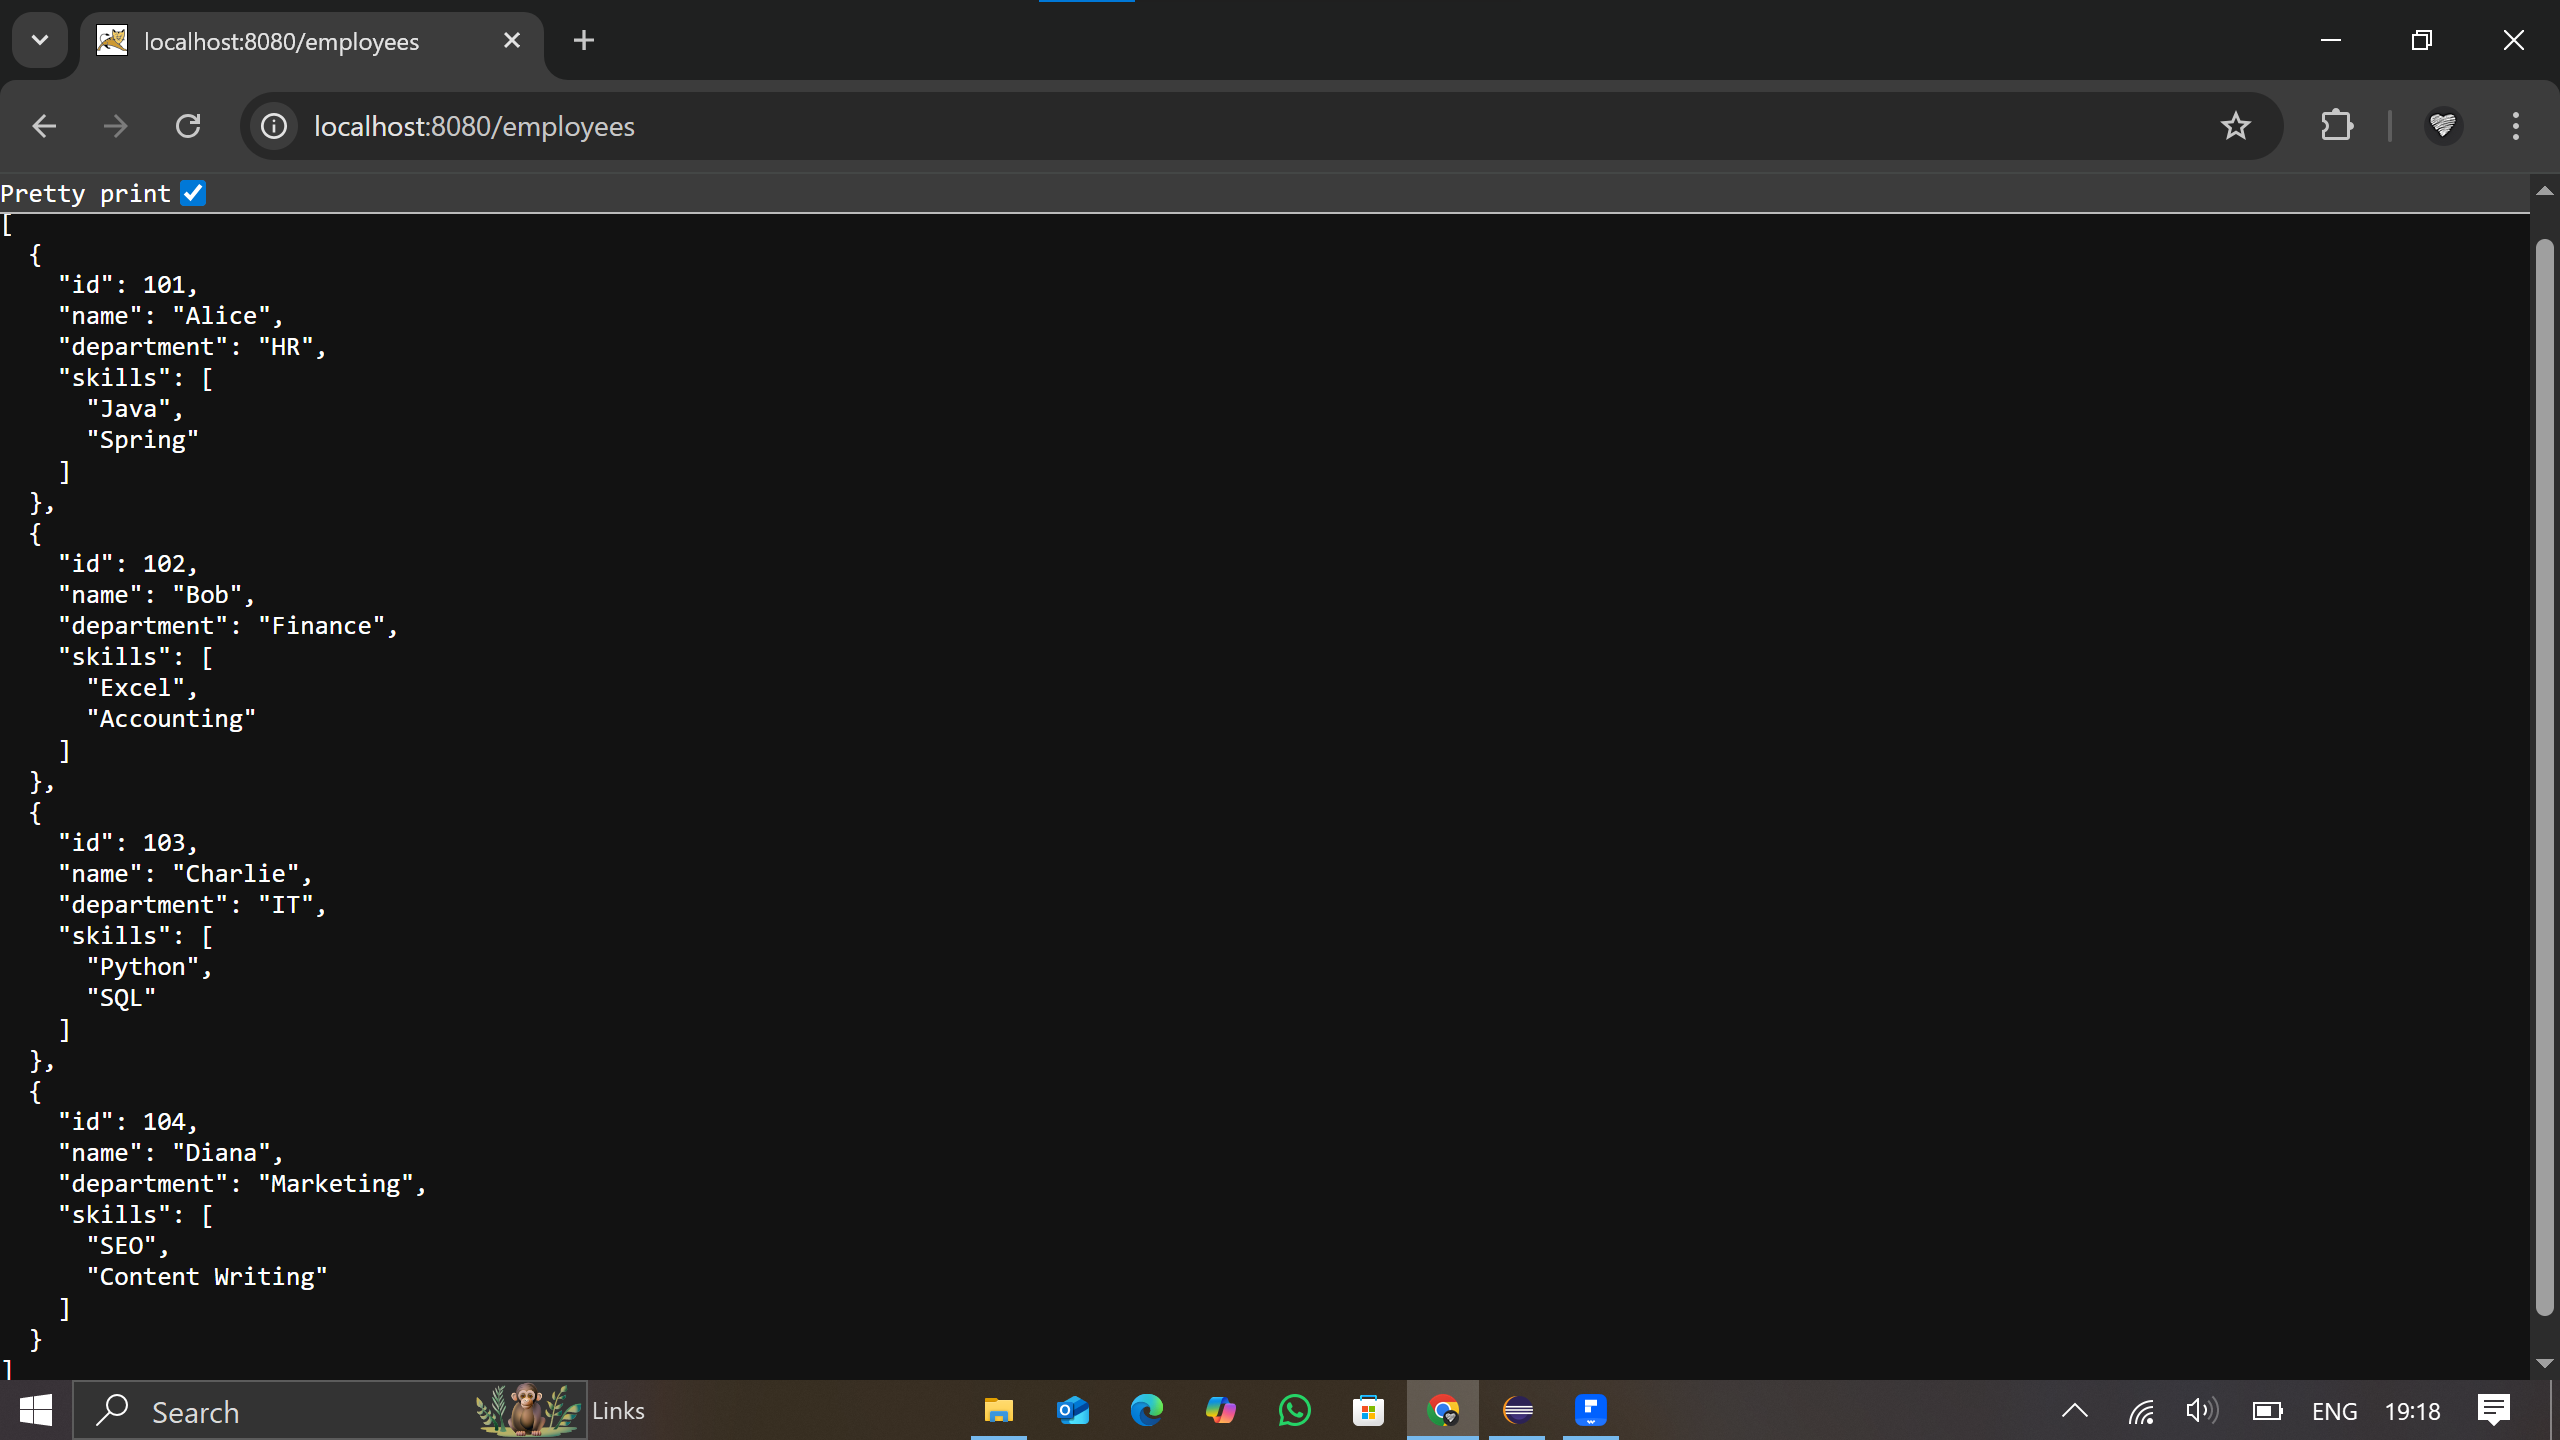 localhost:8080/employees
localhost:8080/employees
Pretty print
[
  {
    "id": 101,
    "name": "Alice",
    "department": "HR",
    "skills": [
      "Java",
      "Spring"
    ]
  },
  {
    "id": 102,
    "name": "Bob",
    "department": "Finance",
    "skills": [
      "Excel",
      "Accounting"
    ]
  },
  {
    "id": 103,
    "name": "Charlie",
    "department": "IT",
    "skills": [
      "Python",
      "SQL"
    ]
  },
  {
    "id": 104,
    "name": "Diana",
    "department": "Marketing",
    "skills": [
      "SEO",
      "Content Writing"
    ]
  }
]
Search Links ENG 19:18